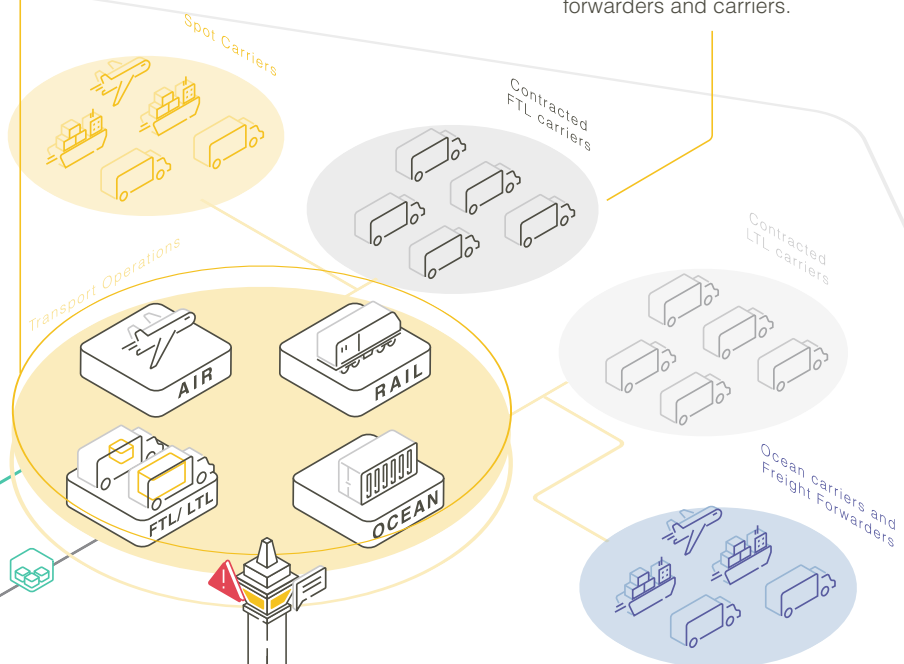 forwarders and carriers.
Spot Carriers
Contracted
FTL carriers
Contracted
LTL carriers
Transport Operations
AIR
RAIL
FTL/ LTL
OCEAN
Ocean carriers and
Freight Forwarders